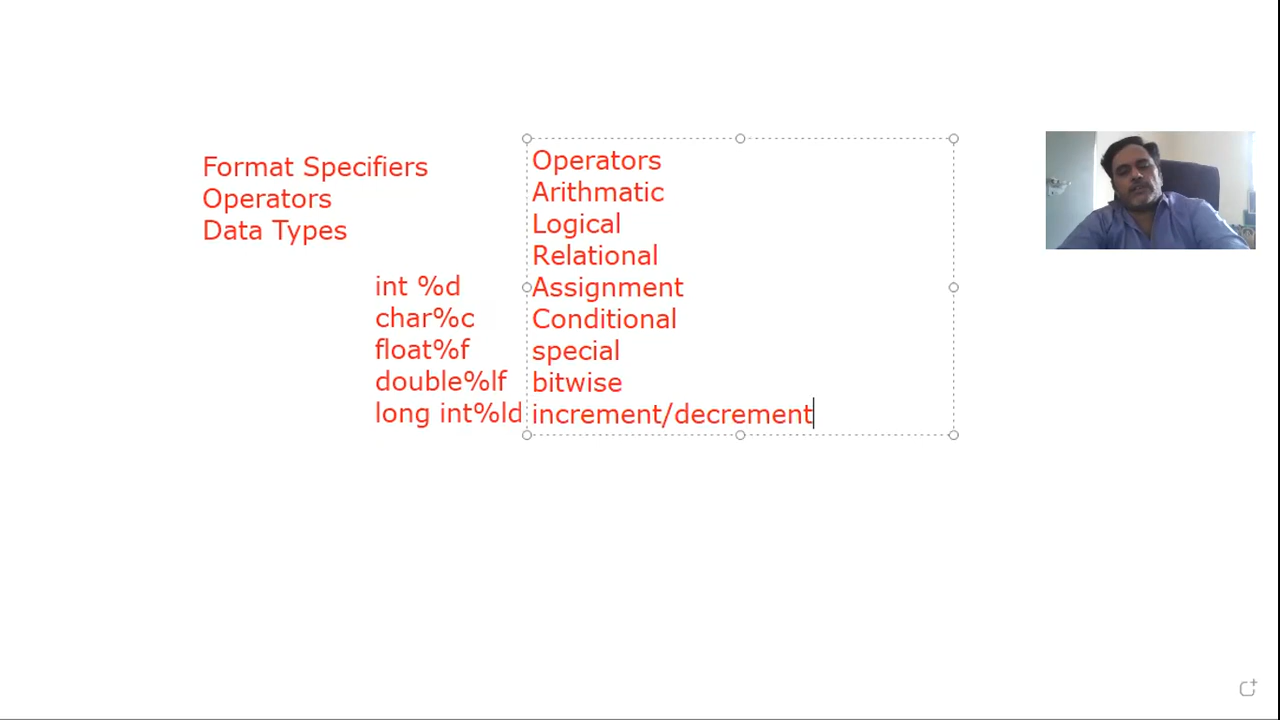 Format Specifiers
Operators
Data Types
int %d
char%c
float%f
double%lf
long int%ld
Operators
Arithmatic
Logical
Relational
Assignment
Conditional
special
bitwise
increment/decrement